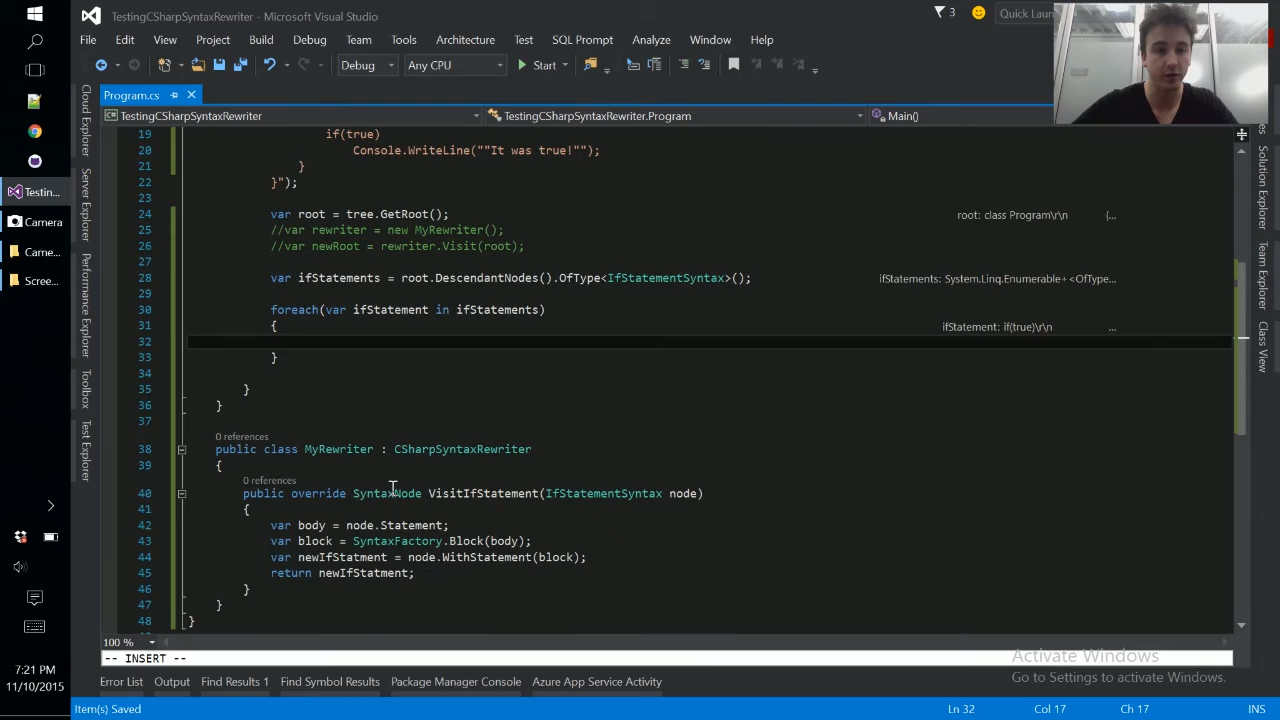 TestingCSharpSyntaxRewriter - Microsoft Visual Studio
3
Quick Laun
File Edit View Project Build Debug Team Tools Architecture Test SQL Prompt Analyze Window Help
Debug Any CPU Start
Program.cs
TestingCSharpSyntaxRewriter TestingCSharpSyntaxRewriter.Program Main()
19 if(true)
20 Console.WriteLine(""It was true!"");
21 }
22 }");
23
24 var root = tree.GetRoot(); root: class Program\r\n {...
25 //var rewriter = new MyRewriter();
26 //var newRoot = rewriter.Visit(root);
27
28 var ifStatements = root.DescendantNodes().OfType<IfStatementSyntax>(); ifStatements: System.Linq.Enumerable+<OfType...
29
30 foreach(var ifStatement in ifStatements)
31 { ifStatement: if(true)\r\n ...
32
33 }
34
35 }
36 }
37
0 references
38 public class MyRewriter : CSharpSyntaxRewriter
39 {
0 references
40 public override SyntaxNode VisitIfStatement(IfStatementSyntax node)
41 {
42 var body = node.Statement;
43 var block = SyntaxFactory.Block(body);
44 var newIfStatment = node.WithStatement(block);
45 return newIfStatment;
46 }
47 }
48 }
100 %
-- INSERT --
Error List Output Find Results 1 Find Symbol Results Package Manager Console Azure App Service Activity
Item(s) Saved Ln 32 Col 17 Ch 17 INS
Activate Windows
Go to Settings to activate Windows.
Cloud Explorer
Server Explorer
Performance Explorer
Toolbox
Test Explorer
Solution Explorer
Team Explorer
Class View
Testin...
Camera
Came...
Scree...
7:21 PM
11/10/2015